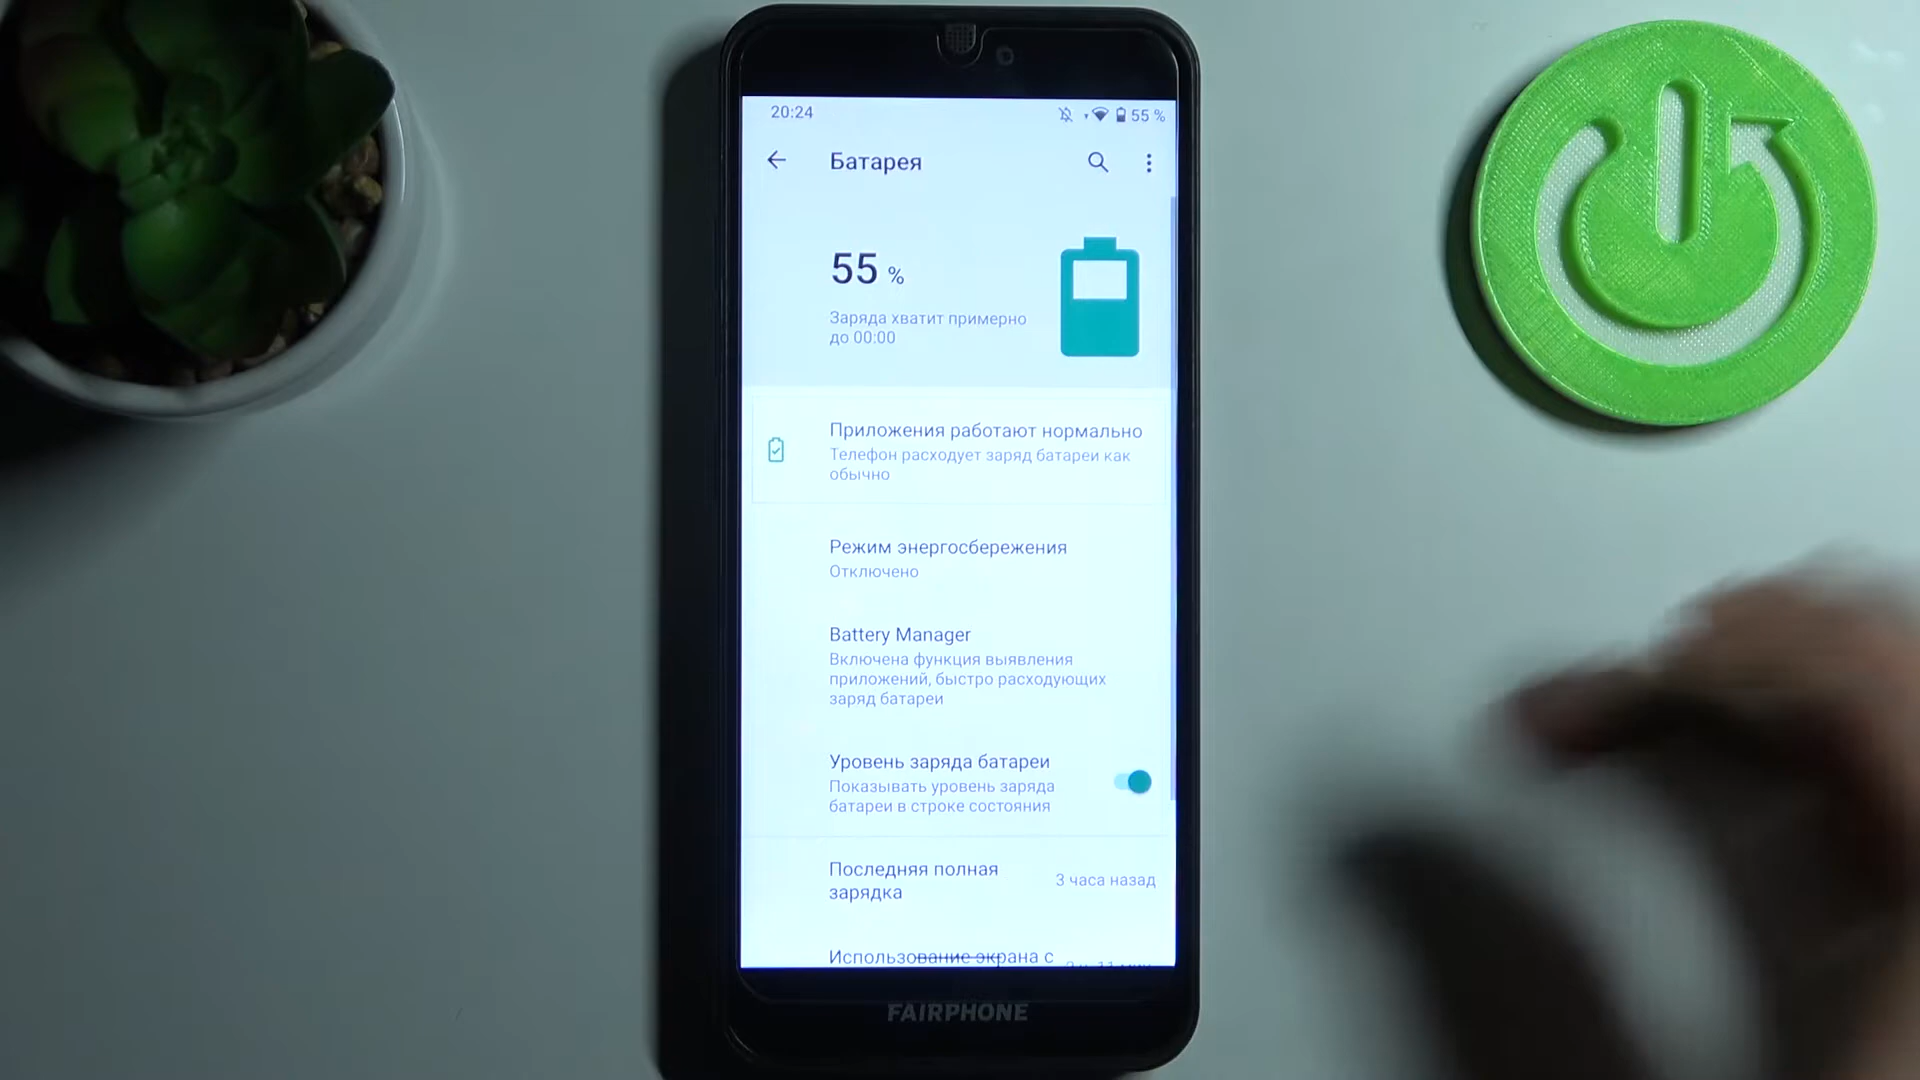 20:24
55 %
Батарея
55 %
Заряда хватит примерно
до 00:00
Приложения работают нормально
Телефон расходует заряд батареи как
обычно
Режим энергосбережения
Отключено
Battery Manager
Включена функция выявления
приложений, быстро расходующих
заряд батареи
Уровень заряда батареи
Показывать уровень заряда
батареи в строке состояния
Последняя полная
зарядка
3 часа назад
Использование экрана с
FAIRPHONE